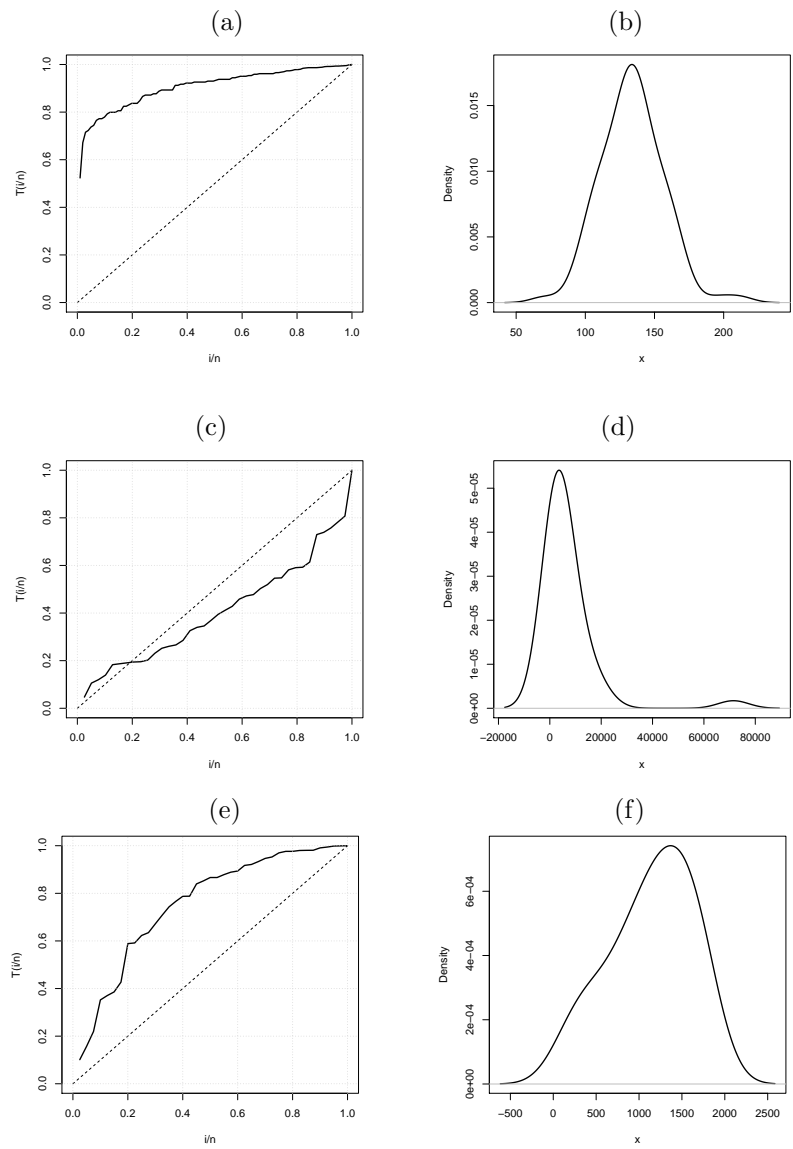 (a)
(b)
T(i/n)
0.0 0.2 0.4 0.6 0.8 1.0
0.0 0.2 0.4 0.6 0.8 1.0
i/n
Density
0.000 0.005 0.010 0.015
50 100 150 200
x
(c)
(d)
T(i/n)
0.0 0.2 0.4 0.6 0.8 1.0
0.0 0.2 0.4 0.6 0.8 1.0
i/n
Density
0e+00 1e-05 2e-05 3e-05 4e-05 5e-05
−20000 0 20000 40000 60000 80000
x
(e)
(f)
T(i/n)
0.0 0.2 0.4 0.6 0.8 1.0
0.0 0.2 0.4 0.6 0.8 1.0
i/n
Density
0e+00 2e−04 4e−04 6e−04
−500 0 500 1000 1500 2000 2500
x